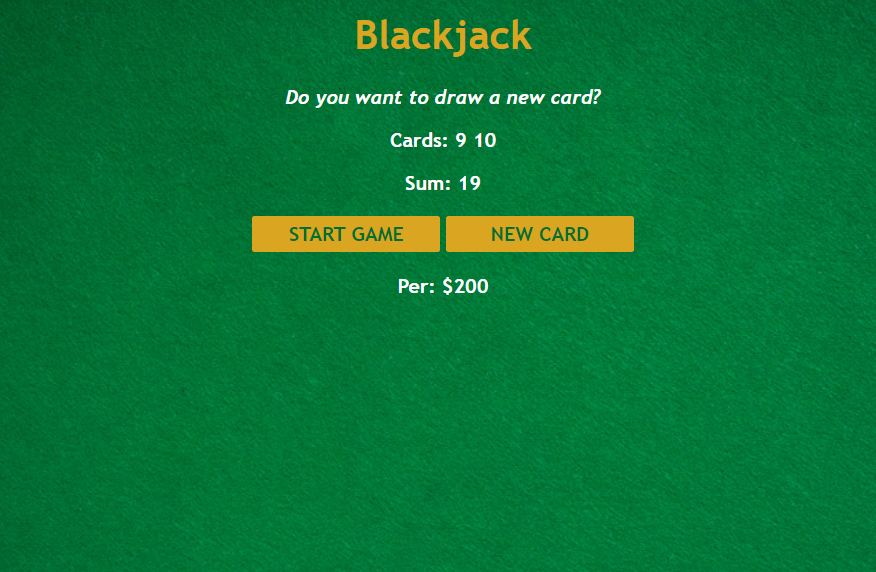 Blackjack
Do you want to draw a new card?
Cards: 9 10
Sum: 19
START GAME NEW CARD
Per: $200